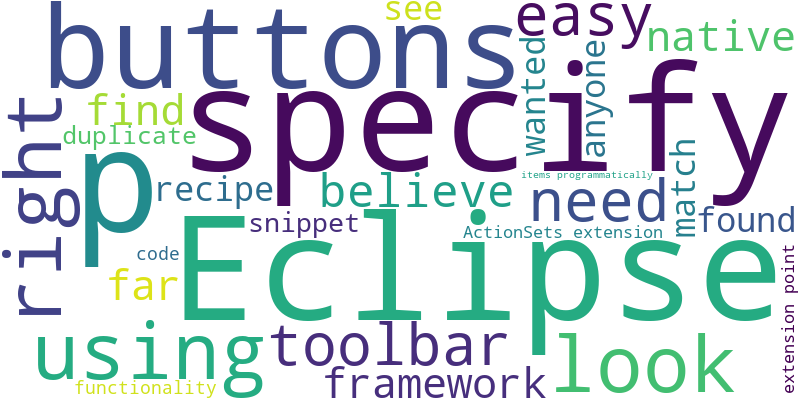 see
easy
buttons
native
wanted
anyone
find
specify
right
duplicate
p
match
items programmatically
recipe
believe
need
snippet
found
ActionSets extension
Eclipse
code
far
extension point
using
toolbar
look
framework
functionality